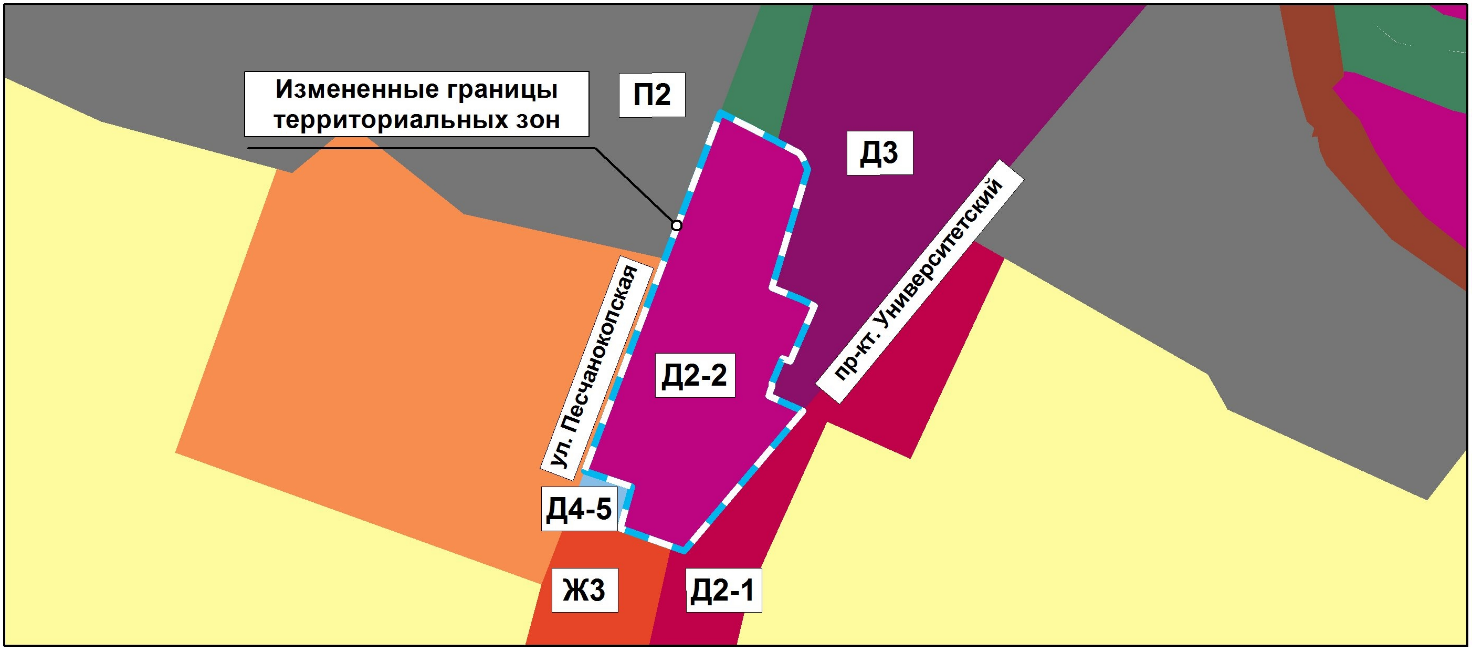 Измененные границы
территориальных зон
П2
Д3
пр-кт. Университетский
ул. Песчанокопская
Д2-2
Д4-5
Ж3
Д2-1